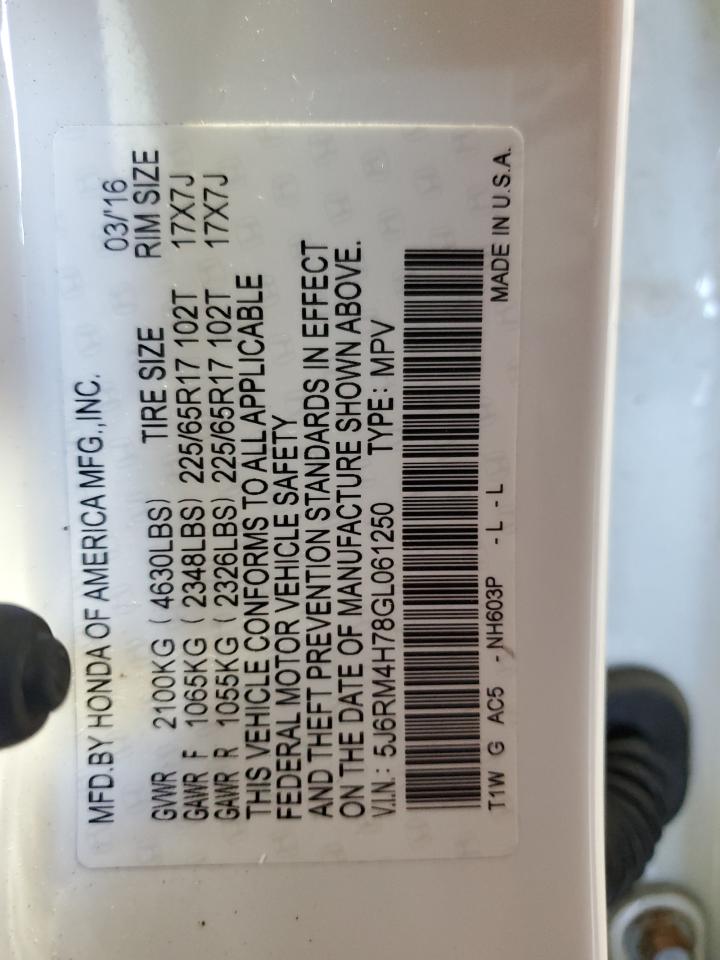 MFD.BY HONDA OF AMERICA MFG.,INC. 03/'16
GVWR 2100KG ( 4630LBS) TIRE SIZE RIM SIZE
GAWR F 1065KG ( 2348LBS) 225/65R17 102T 17X7J
GAWR R 1055KG ( 2326LBS) 225/65R17 102T 17X7J
THIS VEHICLE CONFORMS TO ALL APPLICABLE
FEDERAL MOTOR VEHICLE SAFETY
AND THEFT PREVENTION STANDARDS IN EFFECT
ON THE DATE OF MANUFACTURE SHOWN ABOVE.
V.I.N.: 5J6RM4H78GL061250 TYPE: MPV
T1W G AC5 - NH603P - L - L MADE IN U.S.A.